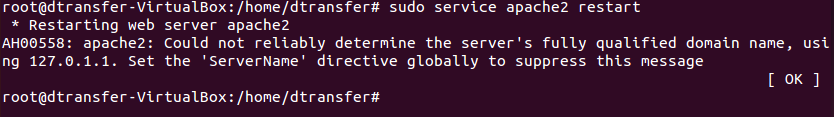 root@dtransfer-VirtualBox:/home/dtransfer# sudo service apache2 restart
 * Restarting web server apache2
AH00558: apache2: Could not reliably determine the server's fully qualified domain name, usi
ng 127.0.1.1. Set the 'ServerName' directive globally to suppress this message
[ OK ]
root@dtransfer-VirtualBox:/home/dtransfer#